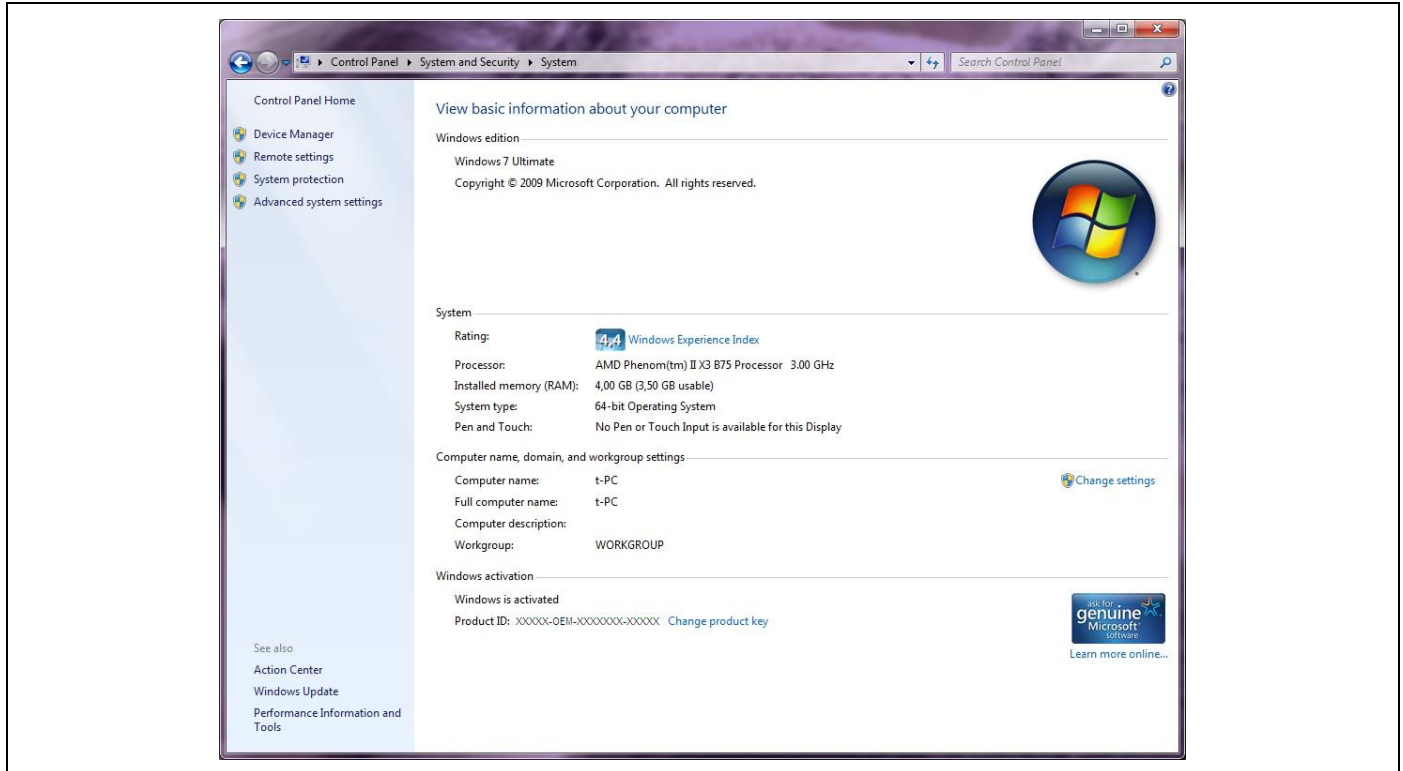 Control Panel ▸ System and Security ▸ System
Search Control Panel
Control Panel Home
Device Manager
Remote settings
System protection
Advanced system settings
See also
Action Center
Windows Update
Performance Information and
Tools
View basic information about your computer
Windows edition
Windows 7 Ultimate
Copyright © 2009 Microsoft Corporation. All rights reserved.
System
Rating: 4,4 Windows Experience Index
Processor: AMD Phenom(tm) II X3 B75 Processor 3.00 GHz
Installed memory (RAM): 4,00 GB (3,50 GB usable)
System type: 64-bit Operating System
Pen and Touch: No Pen or Touch Input is available for this Display
Computer name, domain, and workgroup settings
Computer name: t-PC
Change settings
Full computer name: t-PC
Computer description:
Workgroup: WORKGROUP
Windows activation
Windows is activated
Product ID: XXXXX-OEM-XXXXXXX-XXXXX Change product key
ask for
genuine
Microsoft
software
Learn more online...